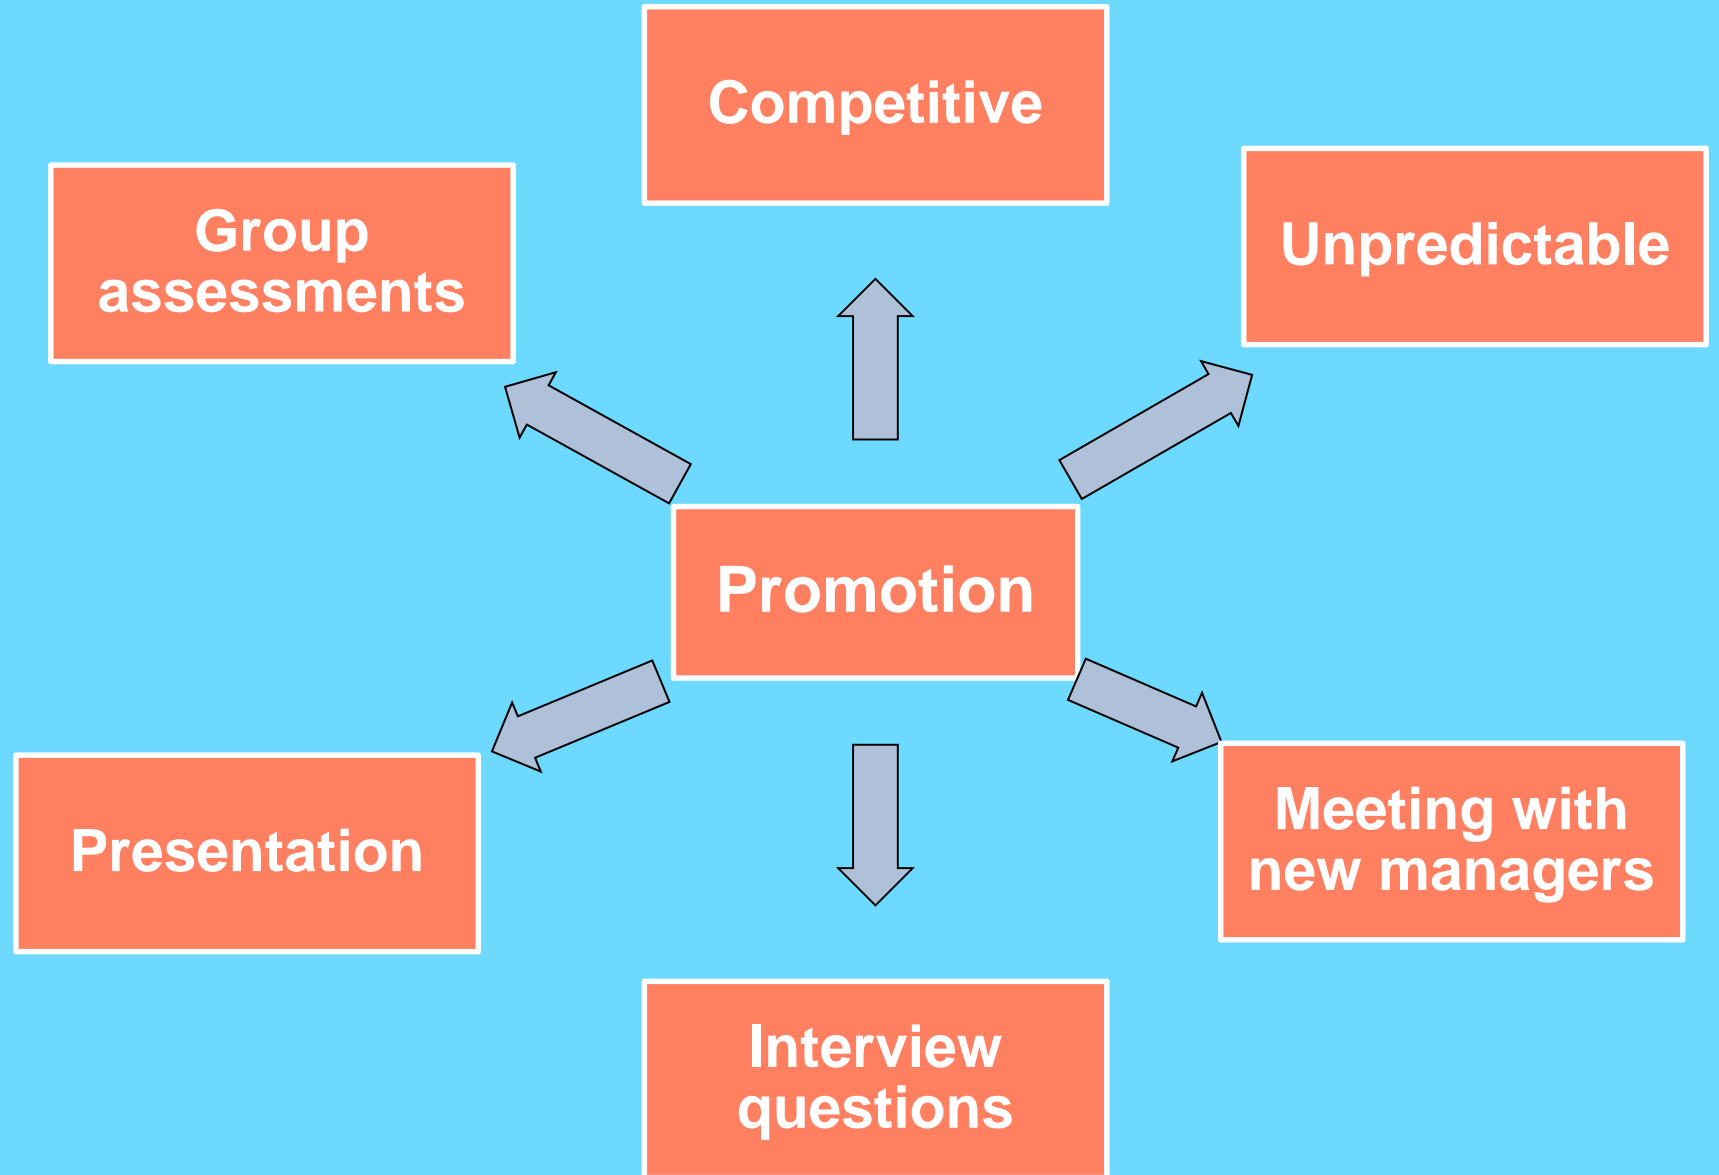 Competitive
Group
assessments
Unpredictable
Promotion
Presentation
Meeting with
new managers
Interview
questions